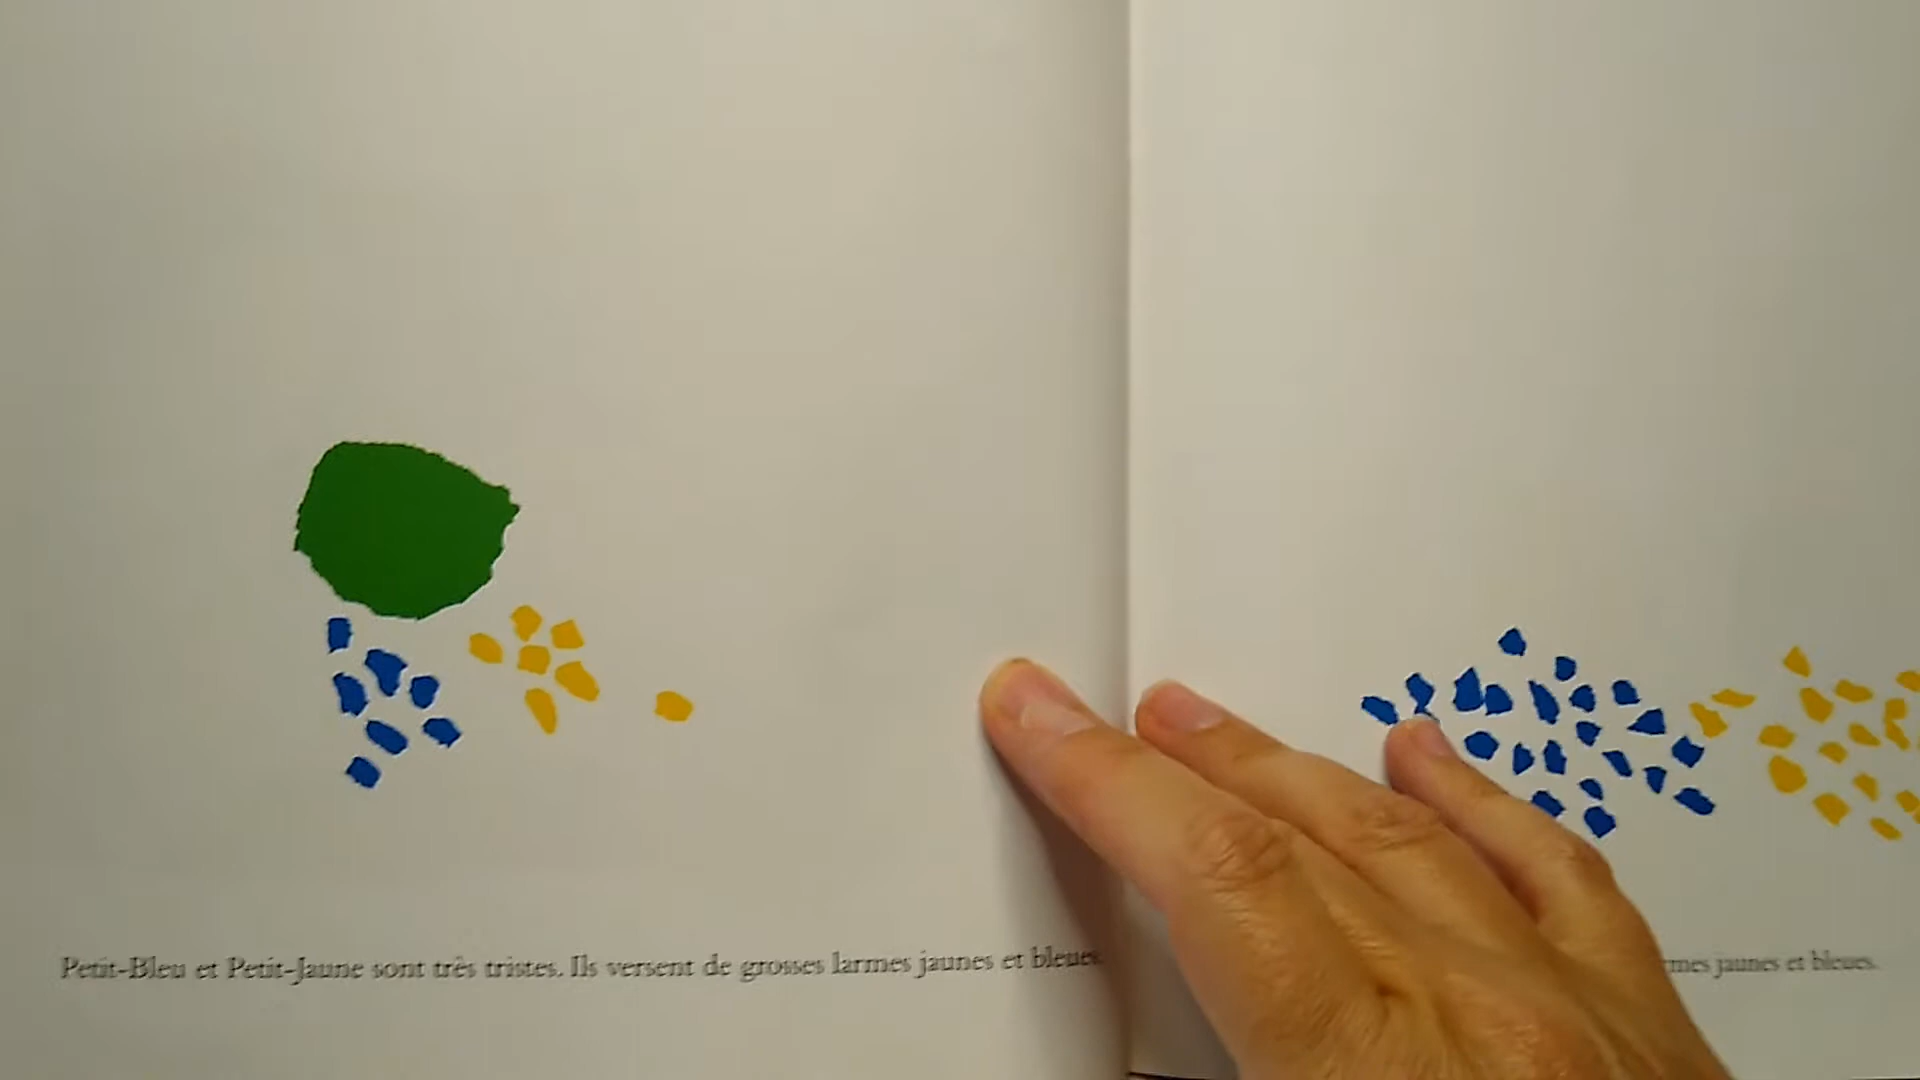 Petit-Bleu et Petit-Jaune sont très tristes. Ils versent de grosses larmes jaunes et bleues.
jaunes et bleues.